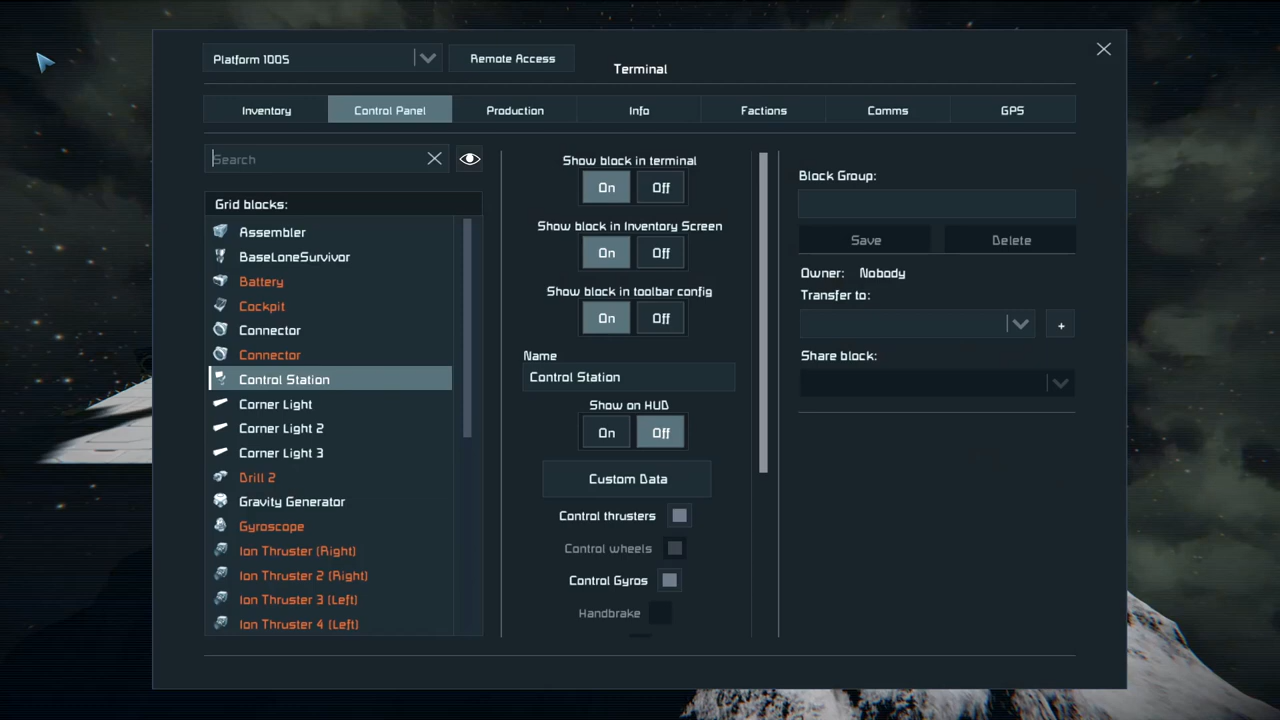 Platform 1005
Remote Access
Terminal
Inventory
Control Panel
Production
Info
Factions
Comms
GPS
Search
Grid blocks:
Assembler
BaseLoneSurvivor
Battery
Cockpit
Connector
Connector
Control Station
Corner Light
Corner Light 2
Corner Light 3
Drill 2
Gravity Generator
Gyroscope
Ion Thruster (Right)
Ion Thruster 2 (Right)
Ion Thruster 3 (Left)
Ion Thruster 4 (Left)
Show block in terminal
On Off
Show block in Inventory Screen
On Off
Show block in toolbar config
On Off
Name
Control Station
Show on HUD
On Off
Custom Data
Control thrusters
Control wheels
Control Gyros
Handbrake
Block Group:
Save
Delete
Owner: Nobody
Transfer to:
+
Share block: